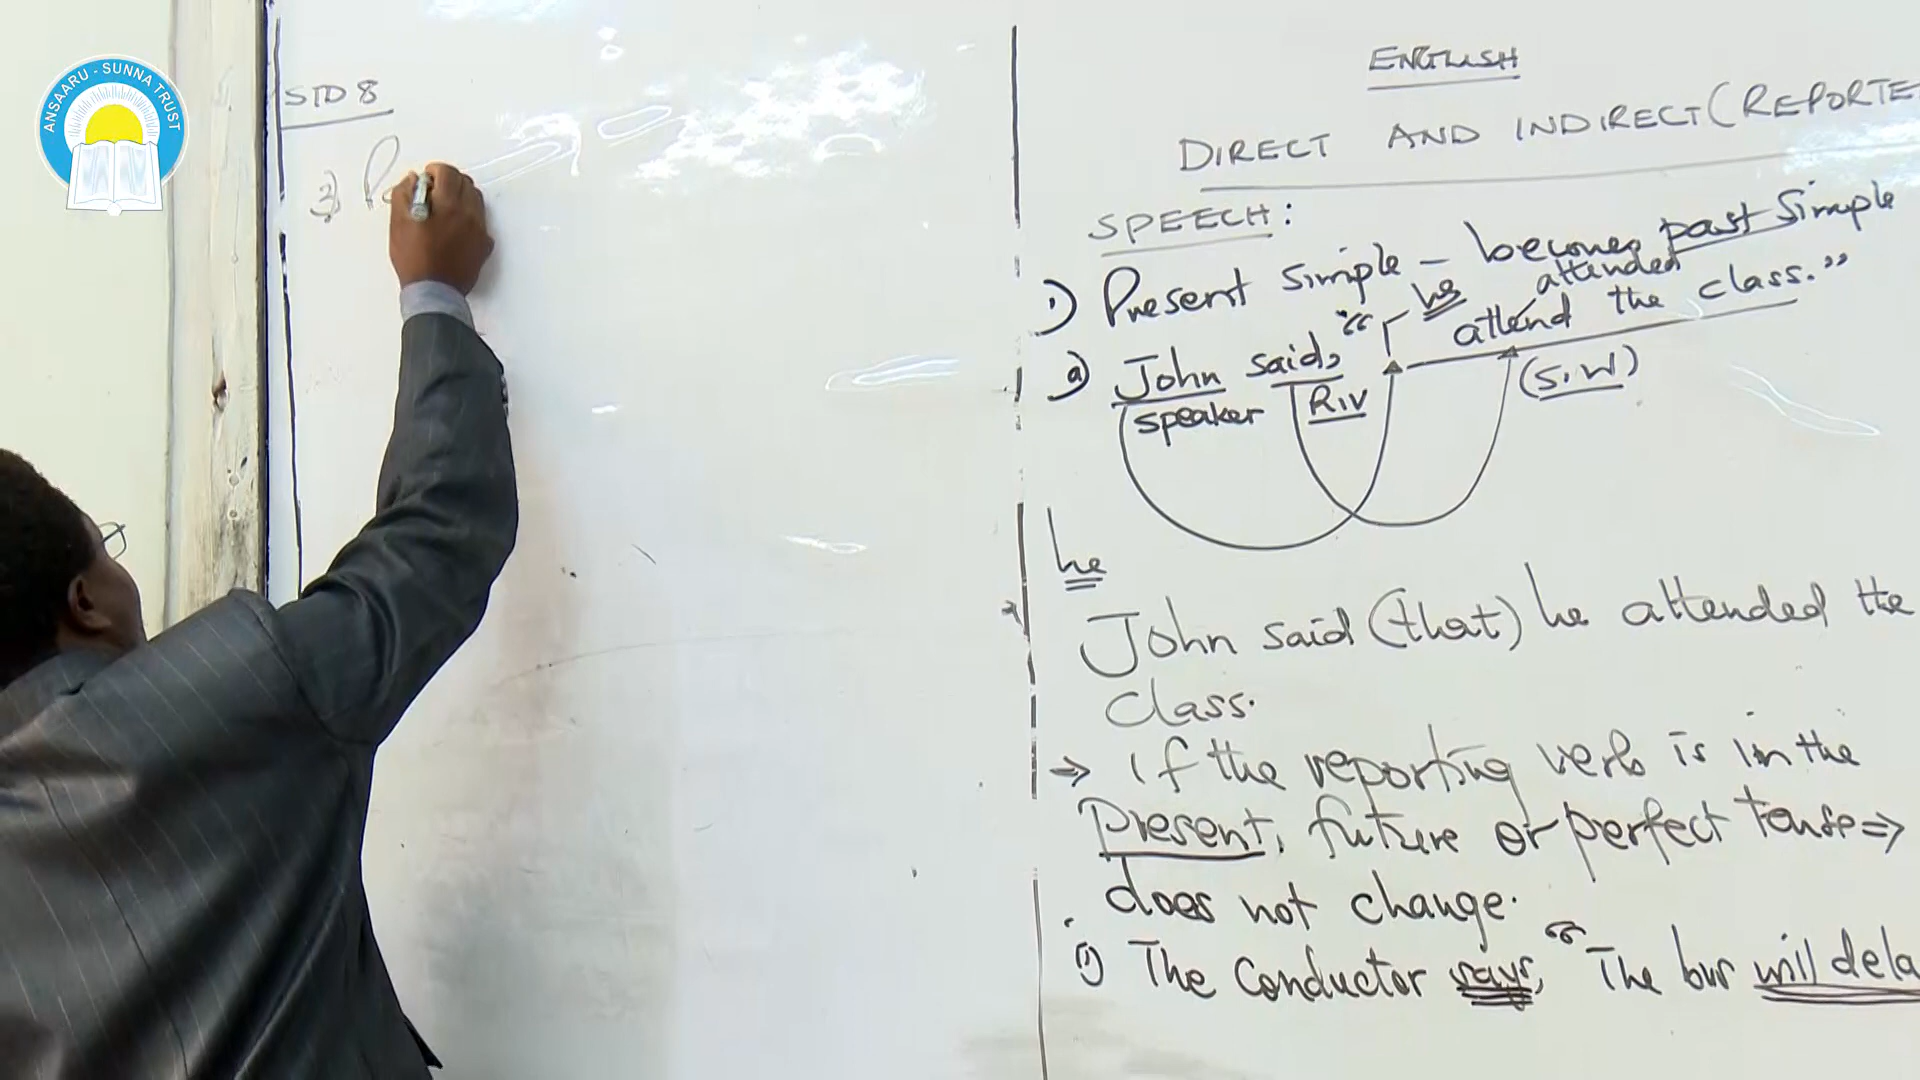 ANSAARU - SUNNA TRUST
STD 8
3)
ENGLISH
DIRECT AND INDIRECT (REPORTE
SPEECH:
1) Present Simple – becomes past Simple
he attended
a) John said, “I attend the class.”
speaker R.V (S.W)
he
John said (that) he attended the
class.
⇒ If the reporting verb is in the
Present, future or perfect tense ⇒
does not change.
i) The Conductor says, “The bus will dela